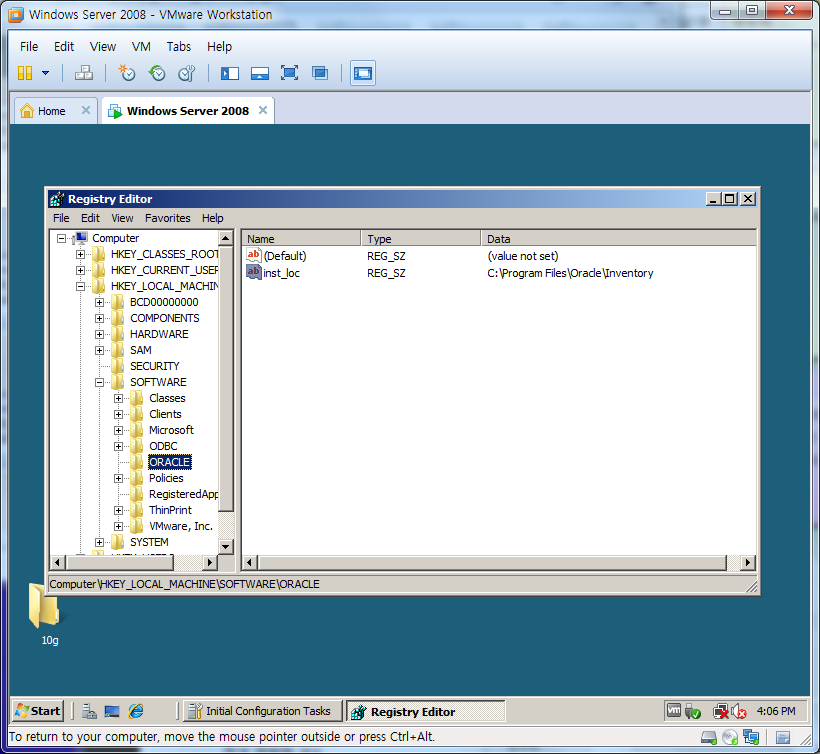 Windows Server 2008 - VMware Workstation
File Edit View VM Tabs Help
Home
Windows Server 2008
Registry Editor
File Edit View Favorites Help
Computer
HKEY_CLASSES_ROOT
HKEY_CURRENT_USER
HKEY_LOCAL_MACHIN
BCD00000000
COMPONENTS
HARDWARE
SAM
SECURITY
SOFTWARE
Classes
Clients
Microsoft
ODBC
ORACLE
Policies
RegisteredApp
ThinPrint
VMware, Inc.
SYSTEM
Name Type Data
ab (Default) REG_SZ (value not set)
ab inst_loc REG_SZ C:\Program Files\Oracle\Inventory
Computer\HKEY_LOCAL_MACHINE\SOFTWARE\ORACLE
10g
Start Initial Configuration Tasks Registry Editor vm 4:06 PM
To return to your computer, move the mouse pointer outside or press Ctrl+Alt.